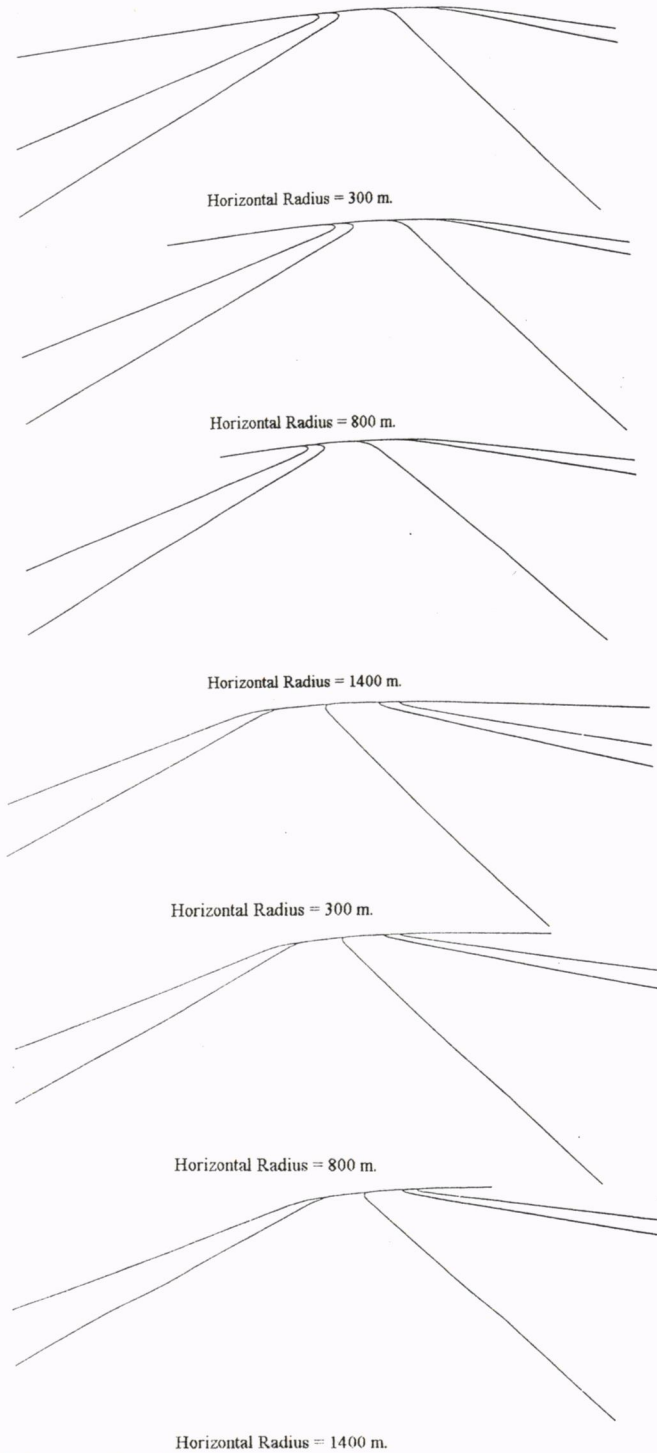 Horizontal Radius = 300 m.
Horizontal Radius = 800 m.
Horizontal Radius = 1400 m.
Horizontal Radius = 300 m.
Horizontal Radius = 800 m.
Horizontal Radius = 1400 m.